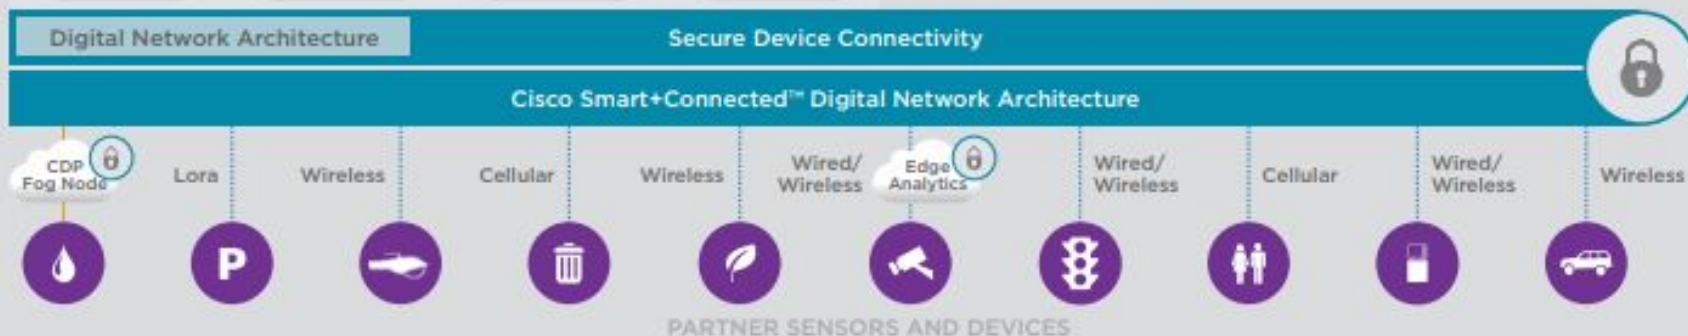 Digital Network Architecture
Secure Device Connectivity
Cisco Smart+Connected™ Digital Network Architecture
CDP
Fog Node
Lora
Wireless
Cellular
Wireless
Wired/
Wireless
Edge
Analytics
Wired/
Wireless
Cellular
Wired/
Wireless
Wireless
P
PARTNER SENSORS AND DEVICES